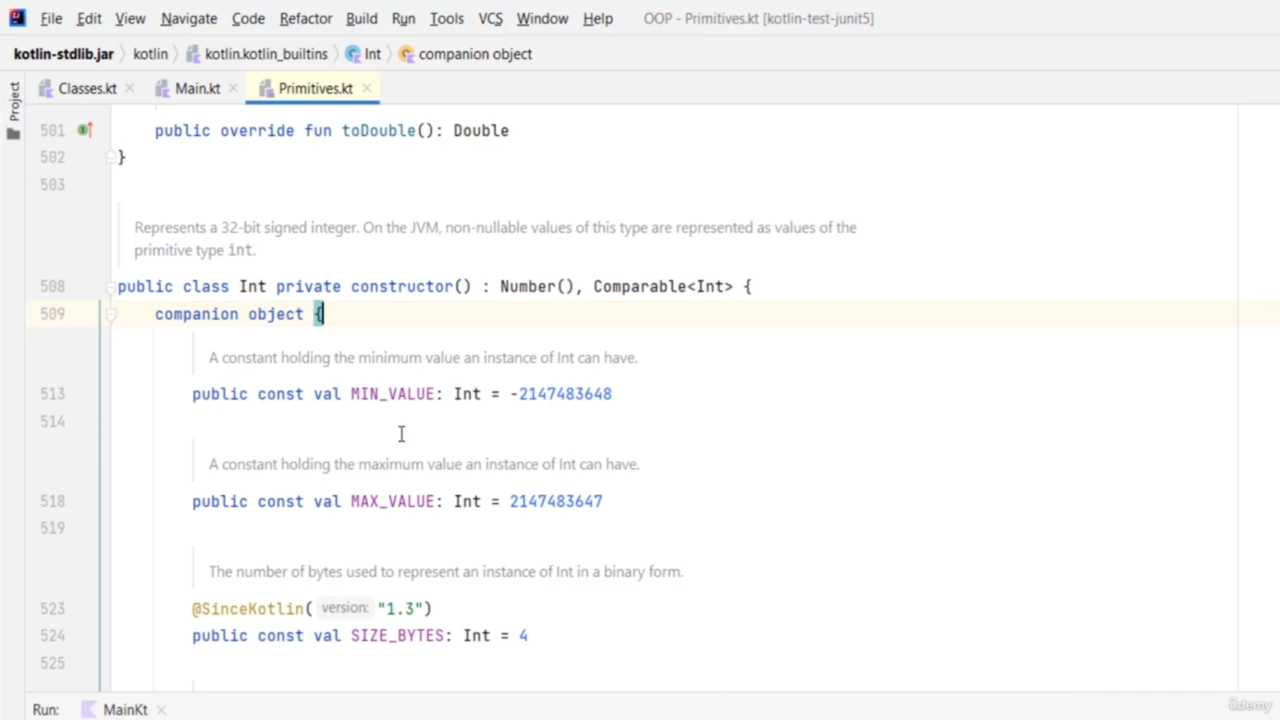 File Edit View Navigate Code Refactor Build Run Tools VCS Window Help OOP - Primitives.kt [kotlin-test-junit5]
kotlin-stdlib.jar kotlin kotlin.kotlin_builtins Int companion object
Project
Classes.kt Main.kt Primitives.kt
501 public override fun toDouble(): Double
502 }
503
Represents a 32-bit signed integer. On the JVM, non-nullable values of this type are represented as values of the
primitive type int.
508 public class Int private constructor() : Number(), Comparable<Int> {
509 companion object {
A constant holding the minimum value an instance of Int can have.
513 public const val MIN_VALUE: Int = -2147483648
514
A constant holding the maximum value an instance of Int can have.
518 public const val MAX_VALUE: Int = 2147483647
519
The number of bytes used to represent an instance of Int in a binary form.
523 @SinceKotlin( version: "1.3")
524 public const val SIZE_BYTES: Int = 4
525
Run: MainKt
ûdemy